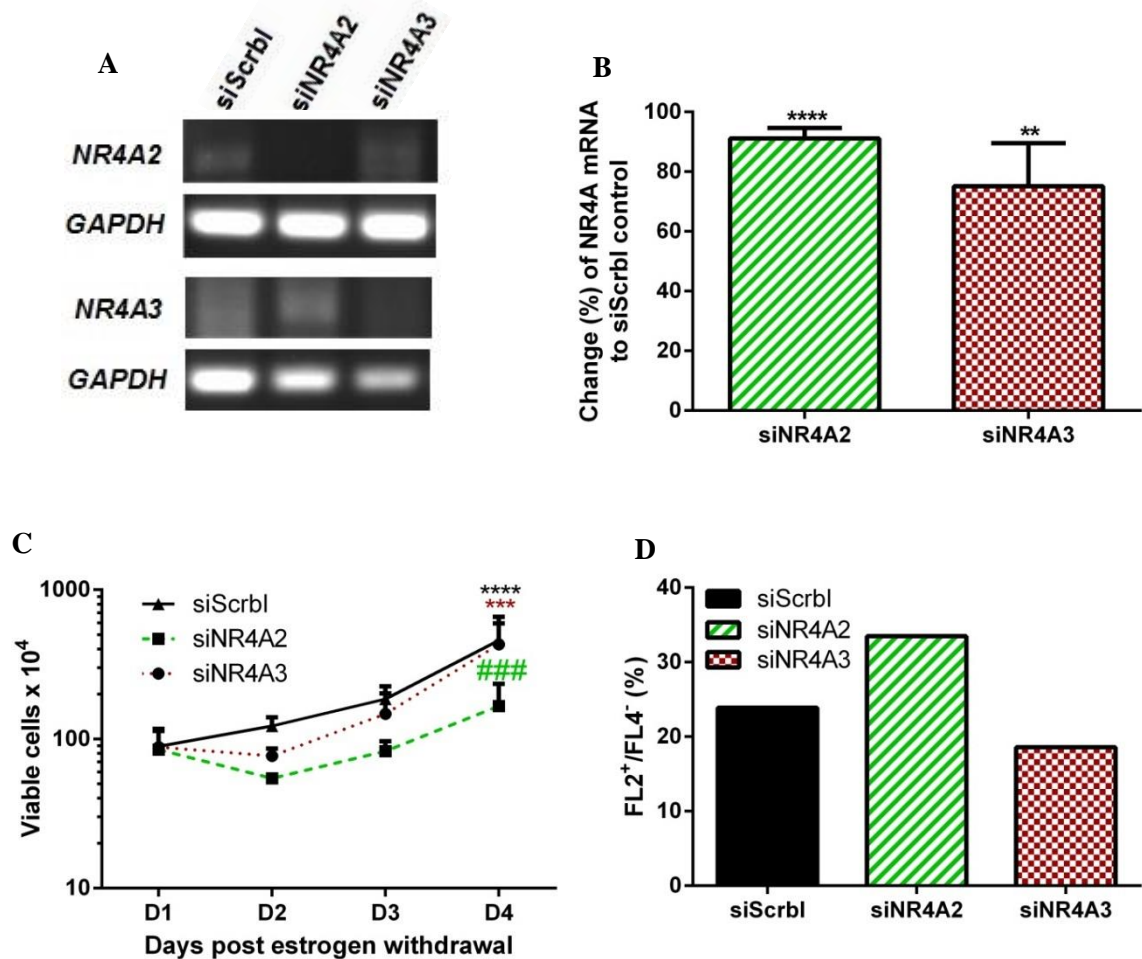 A
siScrbl
siNR4A2
siNR4A3
NR4A2
GAPDH
NR4A3
GAPDH
B
Change (%) of NR4A mRNA
to siScrbl control
100
80
60
40
20
0
****
**
siNR4A2
siNR4A3
C
Viable cells x 10⁴
1000
100
10
siScrbl
siNR4A2
siNR4A3
****
***
###
D1
D2
D3
D4
Days post estrogen withdrawal
D
FL2⁺/FL4⁻ (%)
40
30
20
10
0
siScrbl
siNR4A2
siNR4A3
siScrbl
siNR4A2
siNR4A3